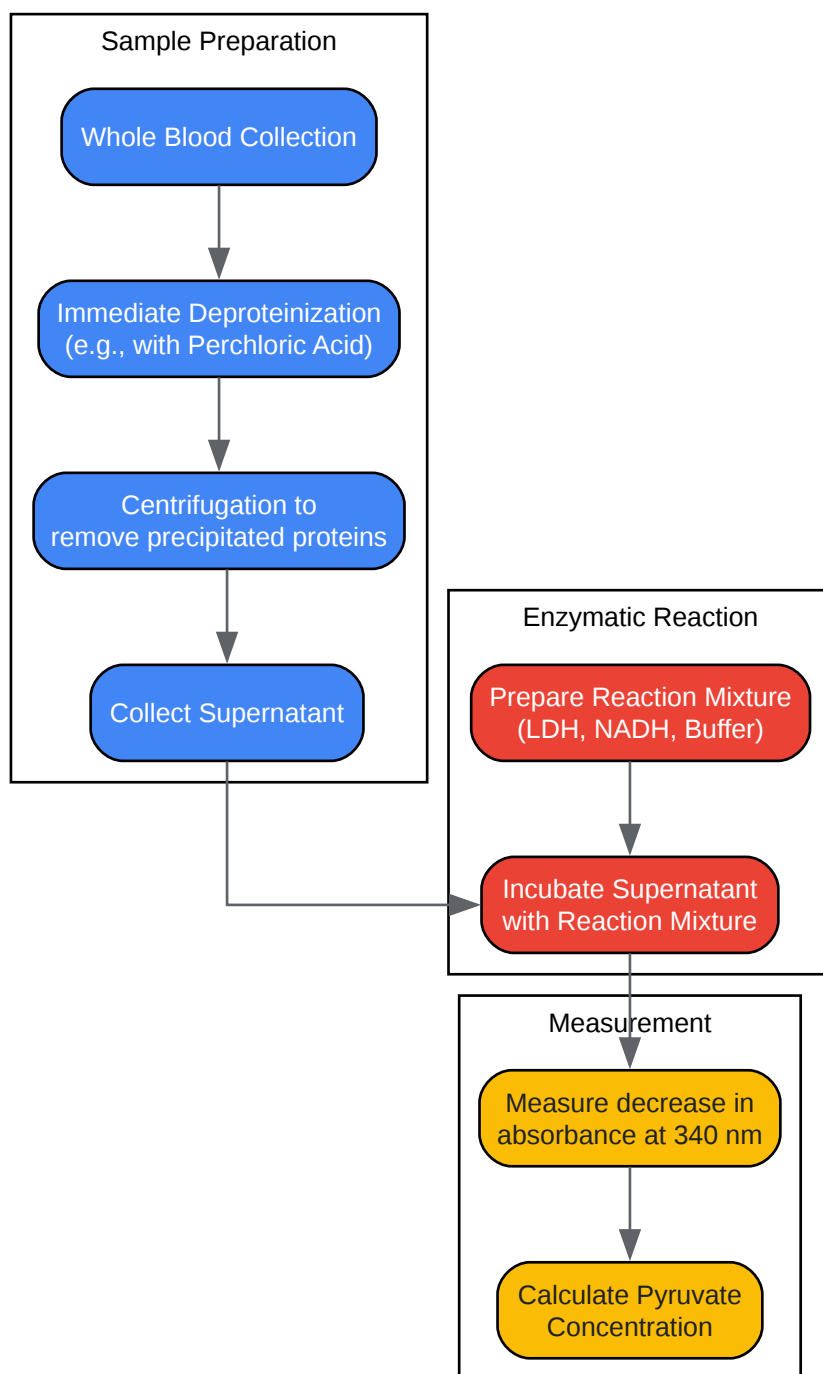 Sample Preparation
Whole Blood Collection
Immediate Deproteinization
(e.g., with Perchloric Acid)
Centrifugation to
remove precipitated proteins
Collect Supernatant
Enzymatic Reaction
Prepare Reaction Mixture
(LDH, NADH, Buffer)
Incubate Supernatant
with Reaction Mixture
Measurement
Measure decrease in
absorbance at 340 nm
Calculate Pyruvate
Concentration